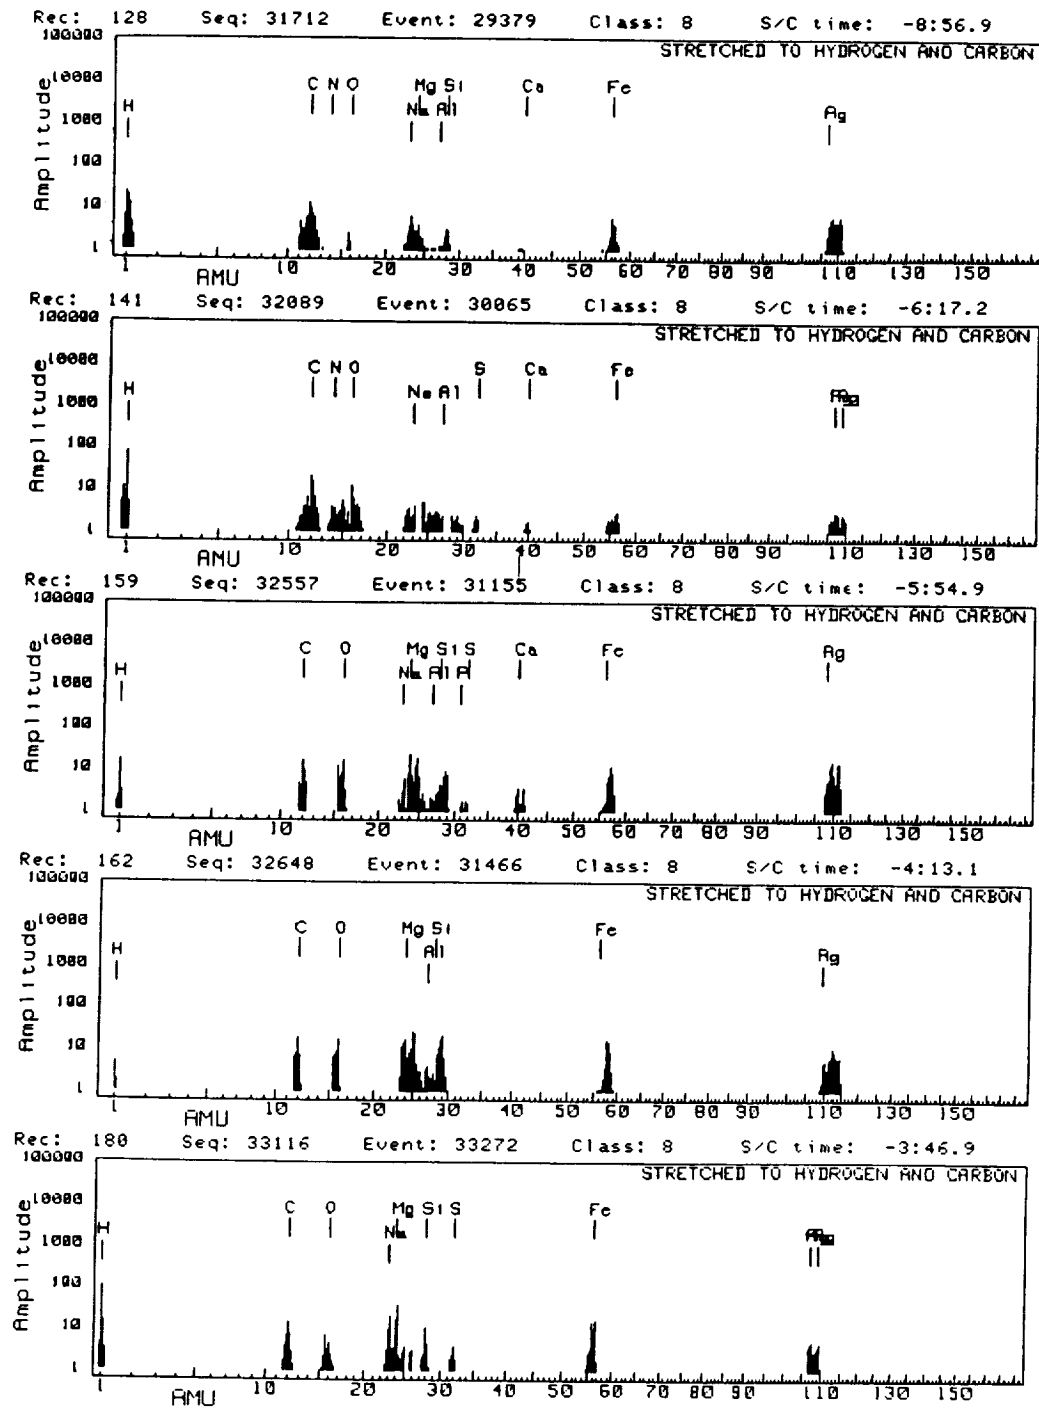 Rec: 128 Seq: 31712 Event: 29379 Class: 8 S/C time: -8:56.9
STRETCHED TO HYDROGEN AND CARBON
100000
10000
1000
100
10
1
Amplitude
H C N O Mg Si Ca Fe
Na Al Ag
1 10 20 30 40 50 60 70 80 90 110 130 150
AMU
Rec: 141 Seq: 32089 Event: 30065 Class: 8 S/C time: -6:17.2
STRETCHED TO HYDROGEN AND CARBON
100000
10000
1000
100
10
1
Amplitude
H C N O S Ca Fe
Na Al
1 10 20 30 40 50 60 70 80 90 110 130 150
AMU
Rec: 159 Seq: 32557 Event: 31155 Class: 8 S/C time: -5:54.9
STRETCHED TO HYDROGEN AND CARBON
100000
10000
1000
100
10
1
Amplitude
H C O Mg Si S Ca Fe Ag
Na Al P
1 10 20 30 40 50 60 70 80 90 110 130 150
AMU
Rec: 162 Seq: 32648 Event: 31466 Class: 8 S/C time: -4:13.1
STRETCHED TO HYDROGEN AND CARBON
100000
10000
1000
100
10
1
Amplitude
H C O Mg Si Fe
Al Ag
1 10 20 30 40 50 60 70 80 90 110 130 150
AMU
Rec: 180 Seq: 33116 Event: 33272 Class: 8 S/C time: -3:46.9
STRETCHED TO HYDROGEN AND CARBON
100000
10000
1000
100
10
1
Amplitude
H C O Mg Si S Fe
Na
1 10 20 30 40 50 60 70 80 90 110 130 150
AMU